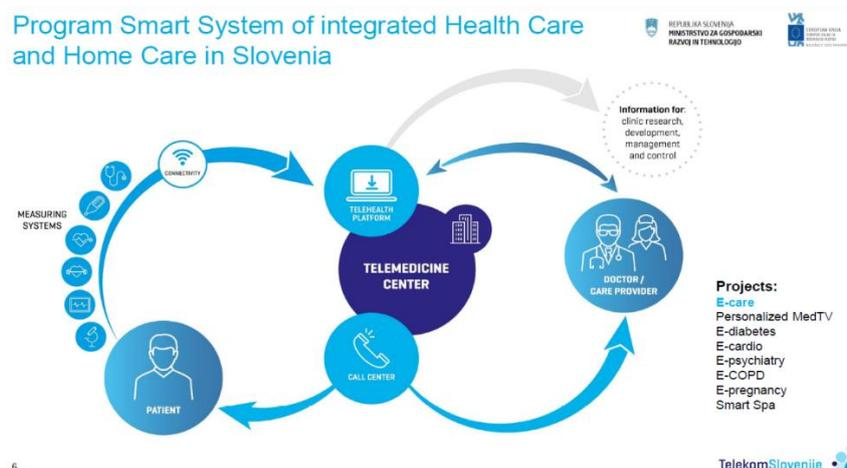 Program Smart System of integrated Health Care
and Home Care in Slovenia
REPUBLIKA SLOVENIJA
MINISTRSTVO ZA GOSPODARSKI
RAZVOJ IN TEHNOLOGIJO
EVROPSKA UNIJA
Information for:
clinic research,
development,
management
and control
CONNECTIVITY
MEASURING
SYSTEMS
TELEHEALTH
PLATFORM
TELEMEDICINE
CENTER
DOCTOR /
CARE PROVIDER
CALL CENTER
PATIENT
Projects:
E-care
Personalized MedTV
E-diabetes
E-cardio
E-psychiatry
E-COPD
E-pregnancy
Smart Spa
6
TelekomSlovenije